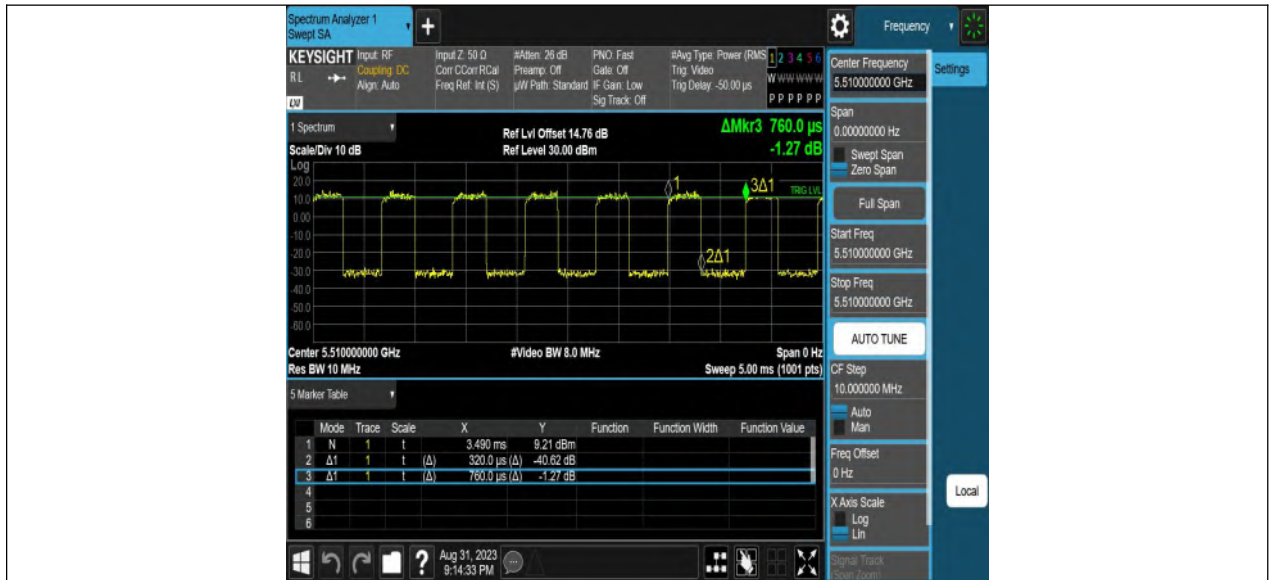 Spectrum Analyzer 1
Swept SA
Frequency
KEYSIGHT Input: RF Input Z: 50 Ω #Atten: 26 dB PNO: Fast #Avg Type: Power (RMS 1 2 3 4 5 6
RL Coupling: DC Corr CCorr RCal Preamp: Off Gate: Off Trig: Video W W W W W W
Align: Auto Freq Ref: Int (S) µW Path: Standard IF Gain: Low Trig Delay: -50.00 µs
Sig Track: Off P P P P P P
LXI
1 Spectrum
Ref Lvl Offset 14.76 dB
ΔMkr3 760.0 µs
Scale/Div 10 dB
Ref Level 30.00 dBm
-1.27 dB
Log
20.0
10.0
0.00
-10.0
-20.0
-30.0
-40.0
-50.0
-60.0
1
3Δ1
TRIG LVL
2Δ1
Center 5.510000000 GHz #Video BW 8.0 MHz Span 0 Hz
Res BW 10 MHz Sweep 5.00 ms (1001 pts)
5 Marker Table
Mode Trace Scale X Y Function Function Width Function Value
1 N 1 t 3.490 ms 9.21 dBm
2 Δ1 1 t (Δ) 320.0 µs (Δ) -40.62 dB
3 Δ1 1 t (Δ) 760.0 µs (Δ) -1.27 dB
4
5
6
Aug 31, 2023
9:14:33 PM
Center Frequency
5.510000000 GHz
Settings
Span
0.00000000 Hz
Swept Span
Zero Span
Full Span
Start Freq
5.510000000 GHz
Stop Freq
5.510000000 GHz
AUTO TUNE
CF Step
10.000000 MHz
Auto
Man
Freq Offset
0 Hz
X Axis Scale
Log
Lin
Local
Signal Track
(Span Zoom)